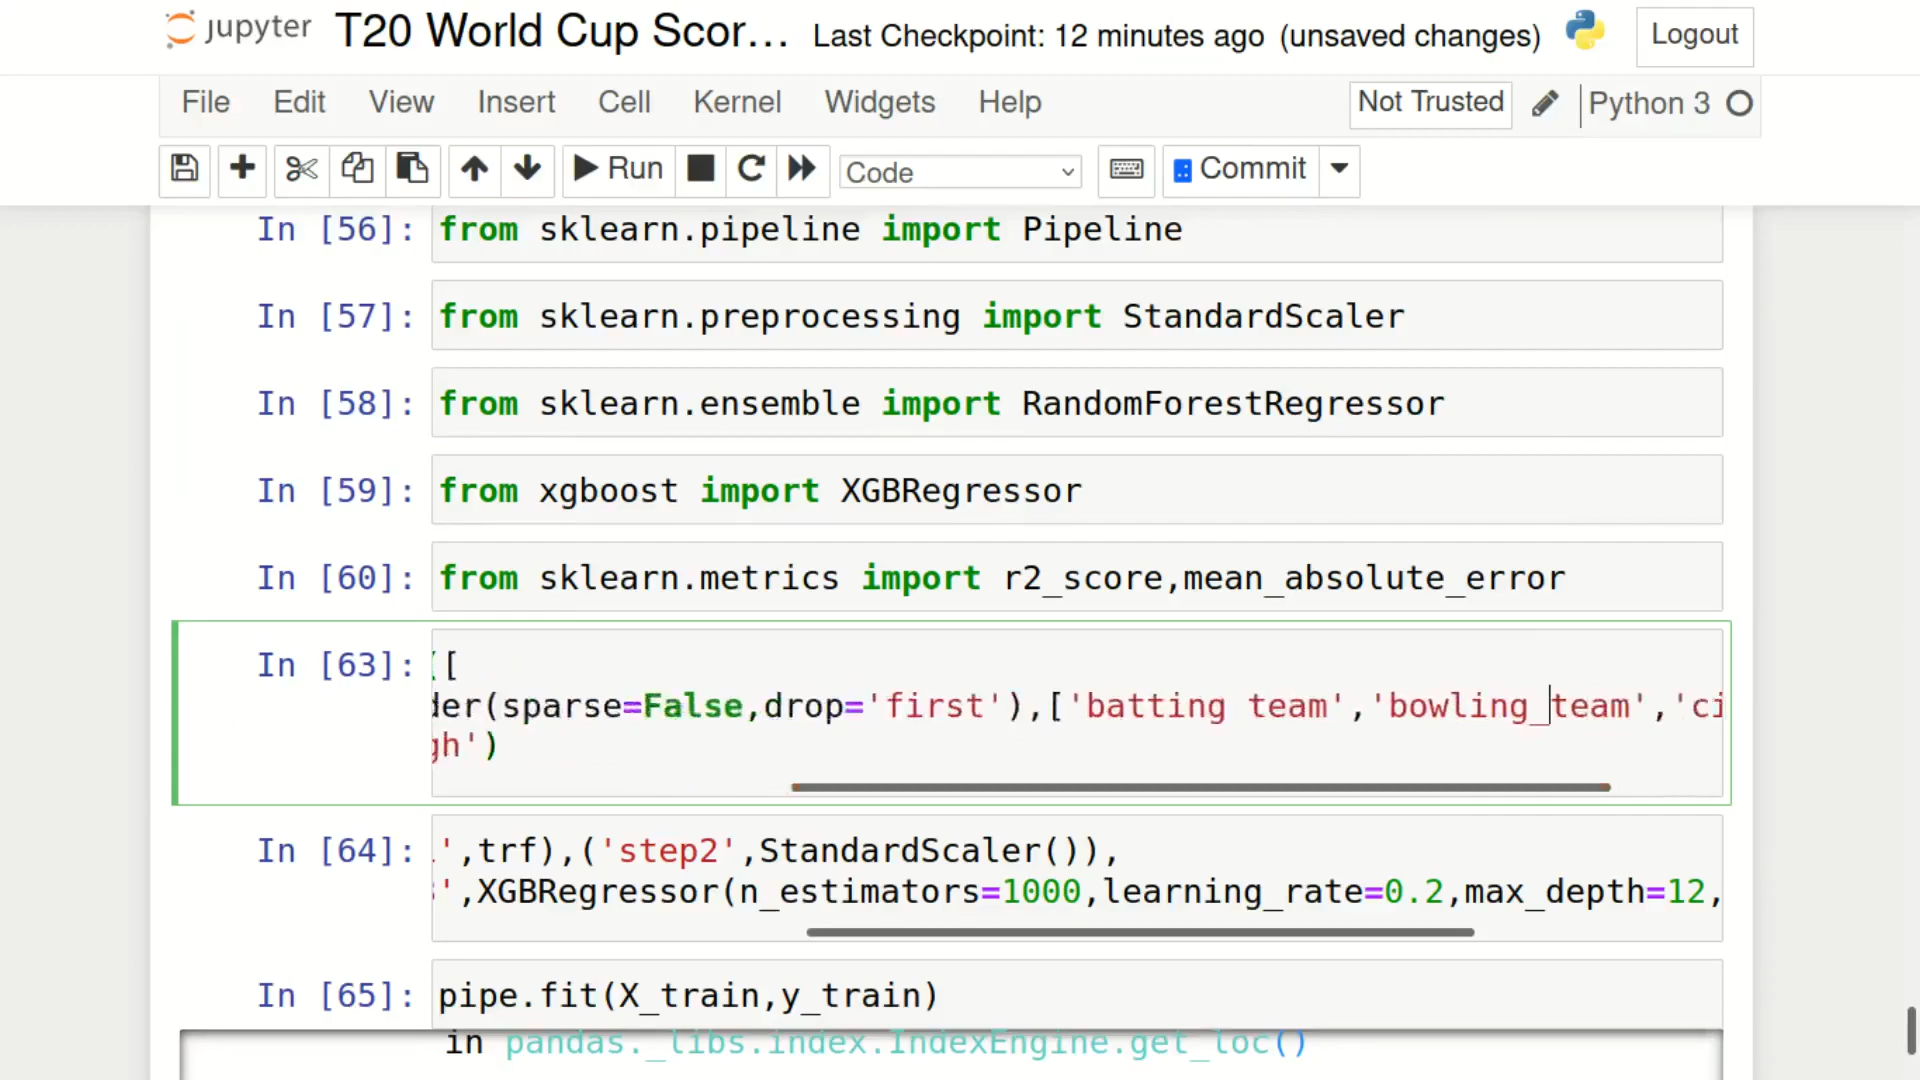 jupyter T20 World Cup Scor... Last Checkpoint: 12 minutes ago (unsaved changes) Logout
File Edit View Insert Cell Kernel Widgets Help Not Trusted Python 3
Run Code Commit
In [56]: from sklearn.pipeline import Pipeline
In [57]: from sklearn.preprocessing import StandardScaler
In [58]: from sklearn.ensemble import RandomForestRegressor
In [59]: from xgboost import XGBRegressor
In [60]: from sklearn.metrics import r2_score,mean_absolute_error
In [63]: ([
der(sparse=False,drop='first'),['batting team','bowling_team','ci
gh')
In [64]: ',trf),('step2',StandardScaler()),
',XGBRegressor(n_estimators=1000,learning_rate=0.2,max_depth=12,
In [65]: pipe.fit(X_train,y_train)
in pandas._libs.index.IndexEngine.get_loc()